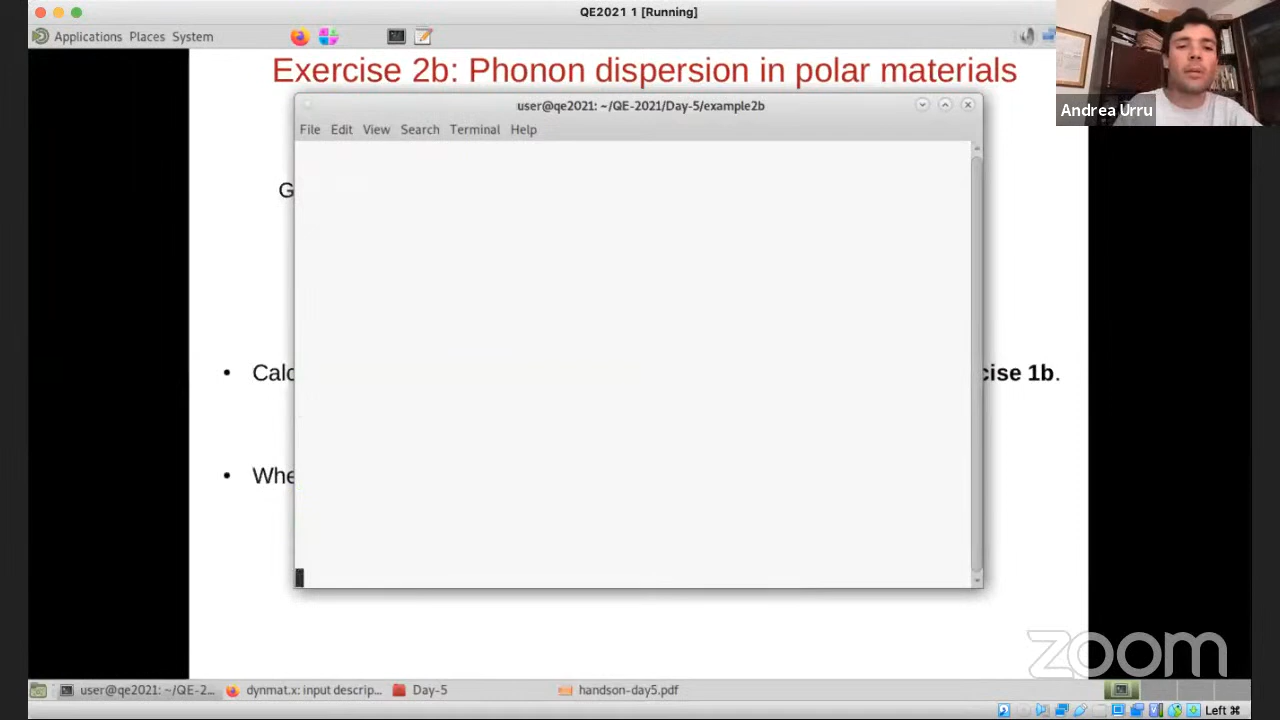 QE2021 1 [Running]
Applications Places System
Exercise 2b: Phonon dispersion in polar materials
Andrea Urru
user@qe2021: ~/QE-2021/Day-5/example2b
File Edit View Search Terminal Help
G
• Calc
cise 1b.
• Whe
zoom
user@qe2021: ~/QE-2... dynmat.x: input descrip... Day-5 handson-day5.pdf
Left ⌘